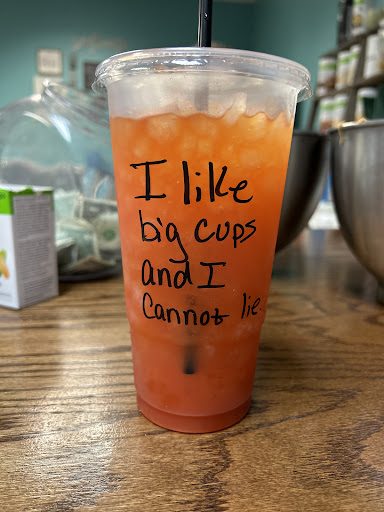 I like
big cups
and I
cannot lie.